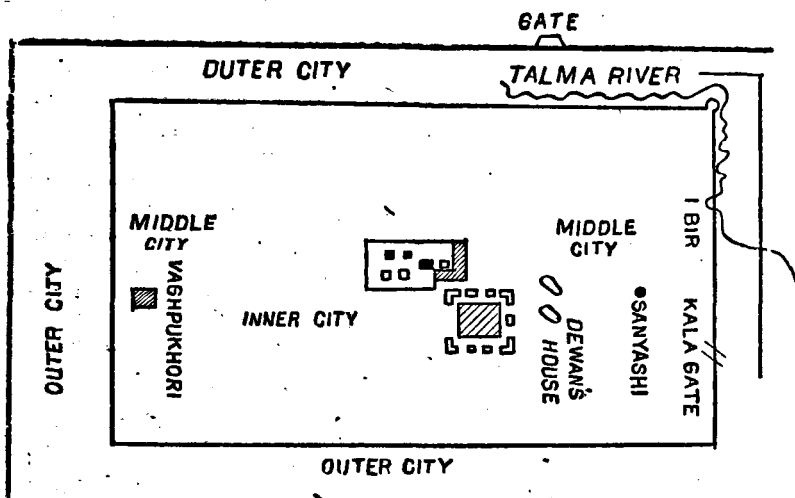 GATE
OUTER CITY
TALMA RIVER
MIDDLE
CITY
MIDDLE
CITY
I BIR
OUTER CITY
VAGHPUKHORI
INNER CITY
DEWAN'S
HOUSE
SANYASHI
KALA GATE
OUTER CITY